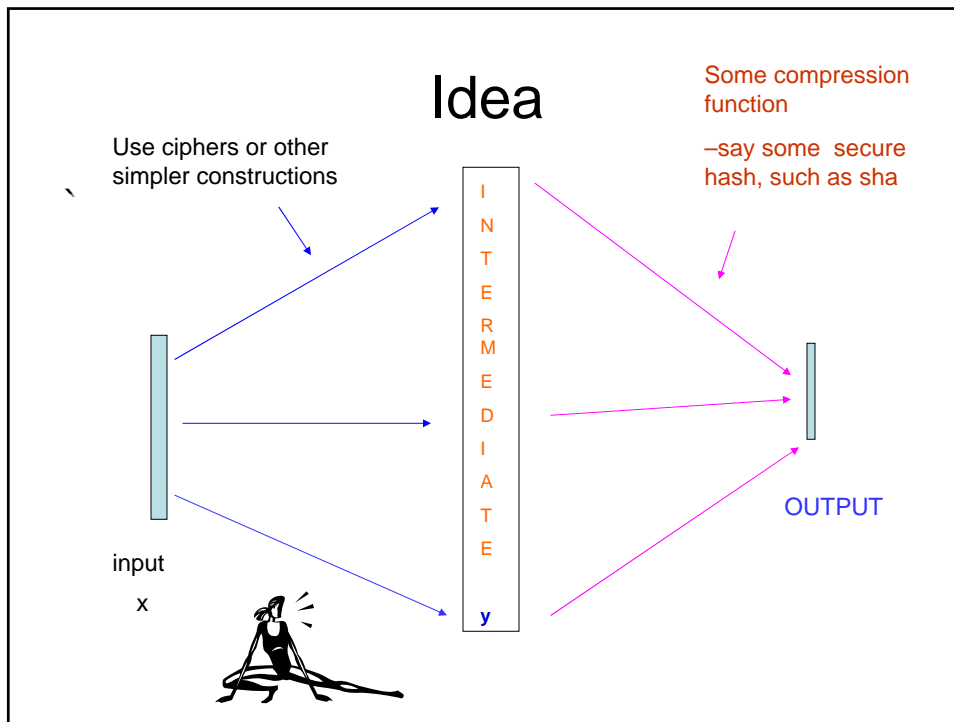 Idea
Some compression
function
–say some secure
hash, such as sha
Use ciphers or other
simpler constructions
`
I
N
T
E
R
M
E
D
I
A
T
E
y
input
x
OUTPUT